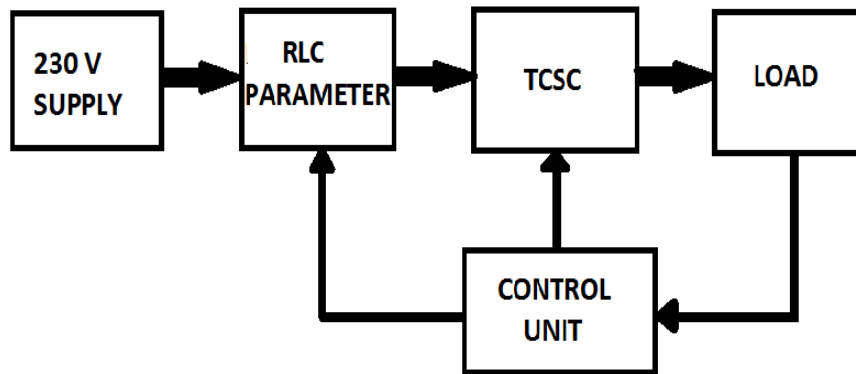 230 V
SUPPLY
RLC
PARAMETER
TCSC
LOAD
CONTROL
UNIT